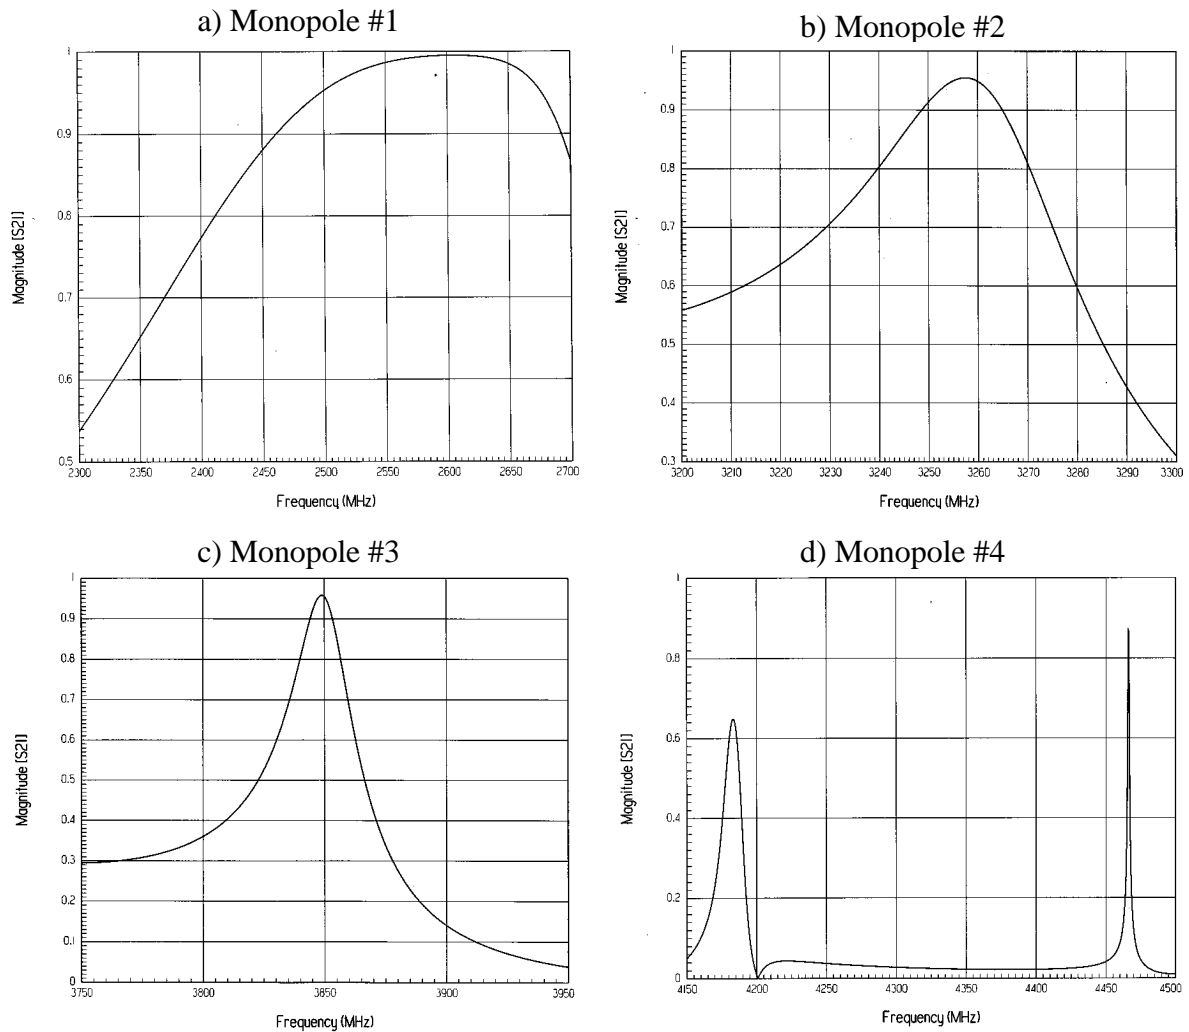 a) Monopole #1
1
0.9
0.8
0.7
0.6
0.5
2300 2350 2400 2450 2500 2550 2600 2650 2700
Magnitude [S21]
Frequency (MHz)
b) Monopole #2
1
0.9
0.8
0.7
0.6
0.5
0.4
0.3
3200 3210 3220 3230 3240 3250 3260 3270 3280 3290 3300
Magnitude [S21]
Frequency (MHz)
c) Monopole #3
1
0.9
0.8
0.7
0.6
0.5
0.4
0.3
0.2
0.1
0
3750 3800 3850 3900 3950
Magnitude [S21]
Frequency (MHz)
d) Monopole #4
1
0.8
0.6
0.4
0.2
0
4150 4200 4250 4300 4350 4400 4450 4500
Magnitude [S21]
Frequency (MHz)